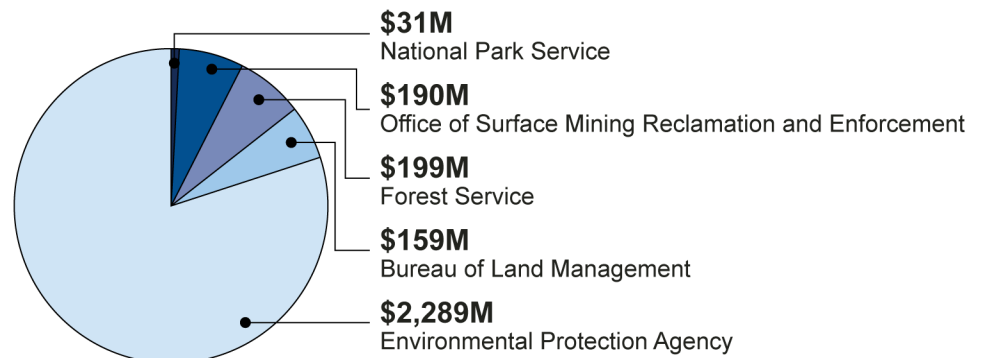 $31M
National Park Service
$190M
Office of Surface Mining Reclamation and Enforcement
$199M
Forest Service
$159M
Bureau of Land Management
$2,289M
Environmental Protection Agency